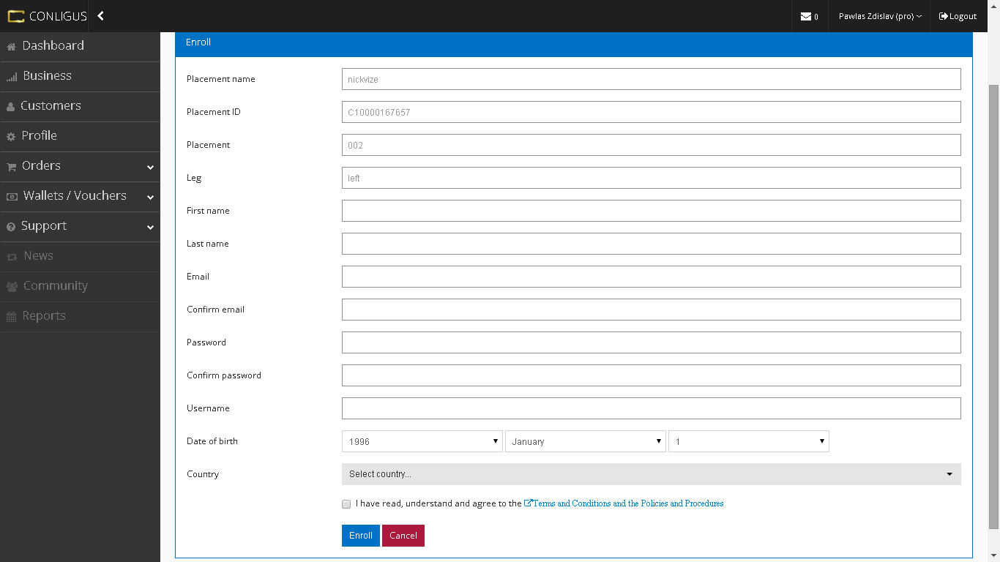 CONLIGUS
0
Pawlas Zdislav (pro)
Logout
Dashboard
Business
Customers
Profile
Orders
Wallets / Vouchers
Support
News
Community
Reports
Enroll
Placement name nickvize
Placement ID C10000167657
Placement 002
Leg left
First name
Last name
Email
Confirm email
Password
Confirm password
Username
Date of birth 1996 January 1
Country Select country...
I have read, understand and agree to the Terms and Conditions and the Policies and Procedures
Enroll Cancel